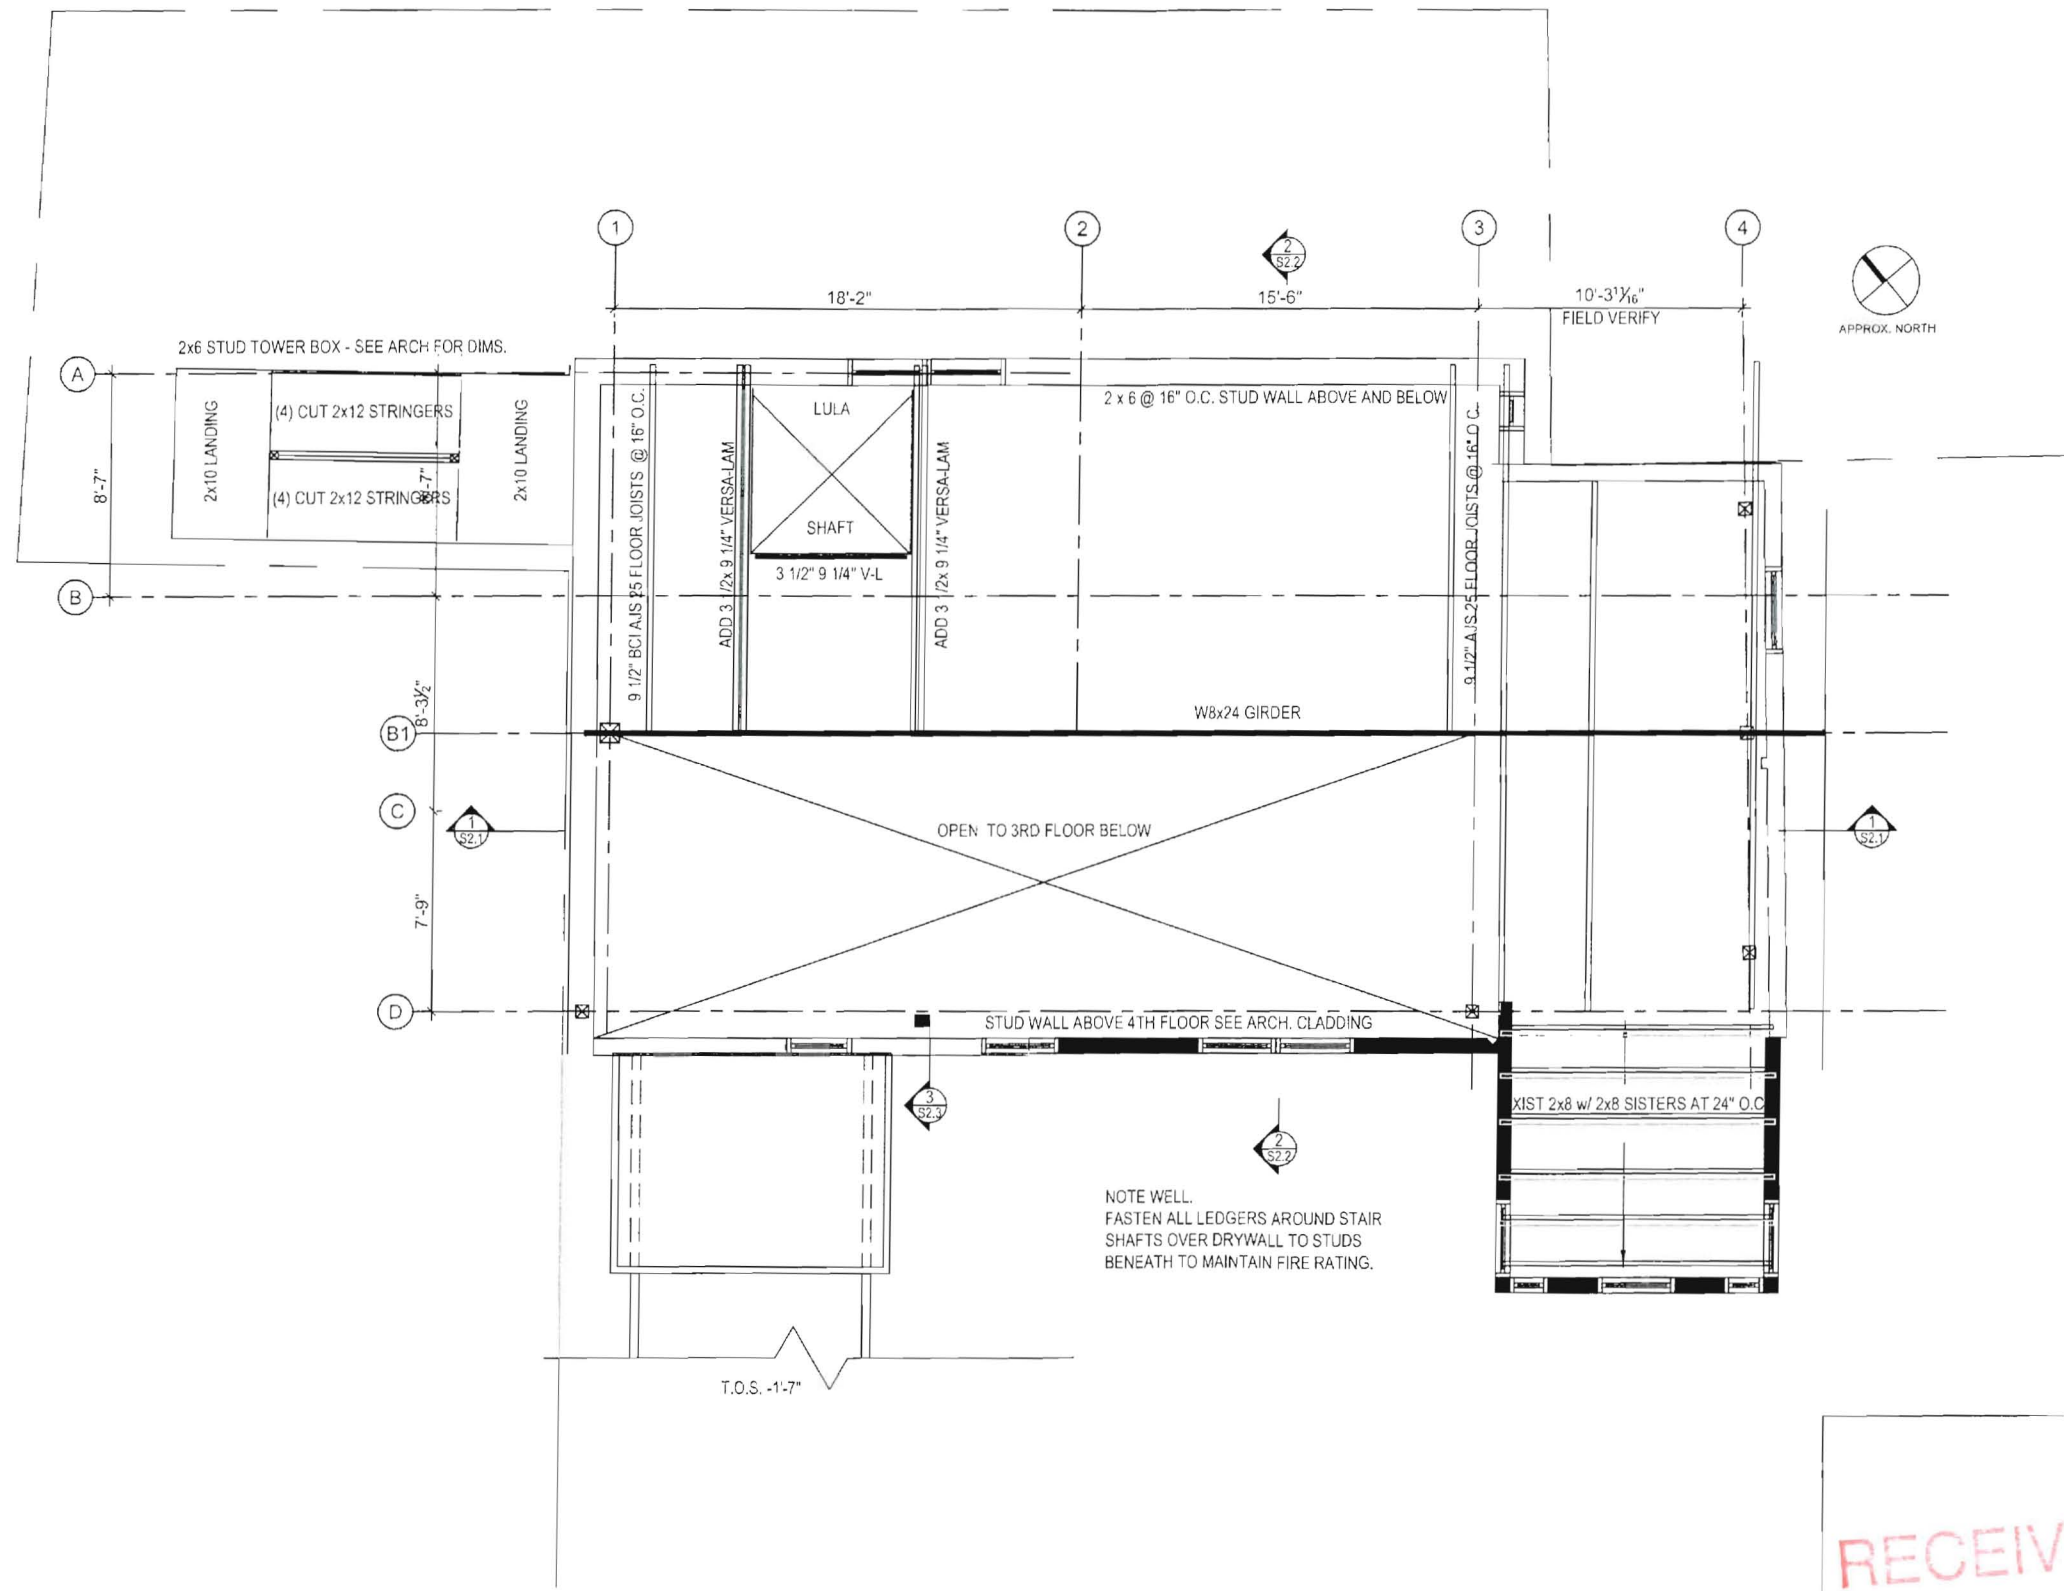 1
2
3
4
2
S2.2
18'-2"
15'-6"
10'-3 11/16"
FIELD VERIFY
APPROX. NORTH
2x6 STUD TOWER BOX - SEE ARCH FOR DIMS.
A
(4) CUT 2x12 STRINGERS
(4) CUT 2x12 STRINGERS
2x10 LANDING
2x10 LANDING
8'-7"
LULA
SHAFT
3 1/2" 9 1/4" V-L
2 x 6 @ 16" O.C. STUD WALL ABOVE AND BELOW
9 1/2" BCI AJS 25 FLOOR JOISTS @ 16" O.C.
ADD 3 1/2x 9 1/4" VERSA-LAM
ADD 3 1/2x 9 1/4" VERSA-LAM
9 1/2" AJS 25 FLOOR JOISTS @ 16" O.C.
B
8'-3 1/2"
B1
W8x24 GIRDER
C
1
S2.1
OPEN TO 3RD FLOOR BELOW
1
S2.1
7'-9"
D
STUD WALL ABOVE 4TH FLOOR SEE ARCH. CLADDING
3
S2.3
2
S2.2
XIST 2x8 w/ 2x8 SISTERS AT 24" O.C
NOTE WELL.
FASTEN ALL LEDGERS AROUND STAIR
SHAFTS OVER DRYWALL TO STUDS
BENEATH TO MAINTAIN FIRE RATING.
T.O.S. -1'-7"
RECEIV